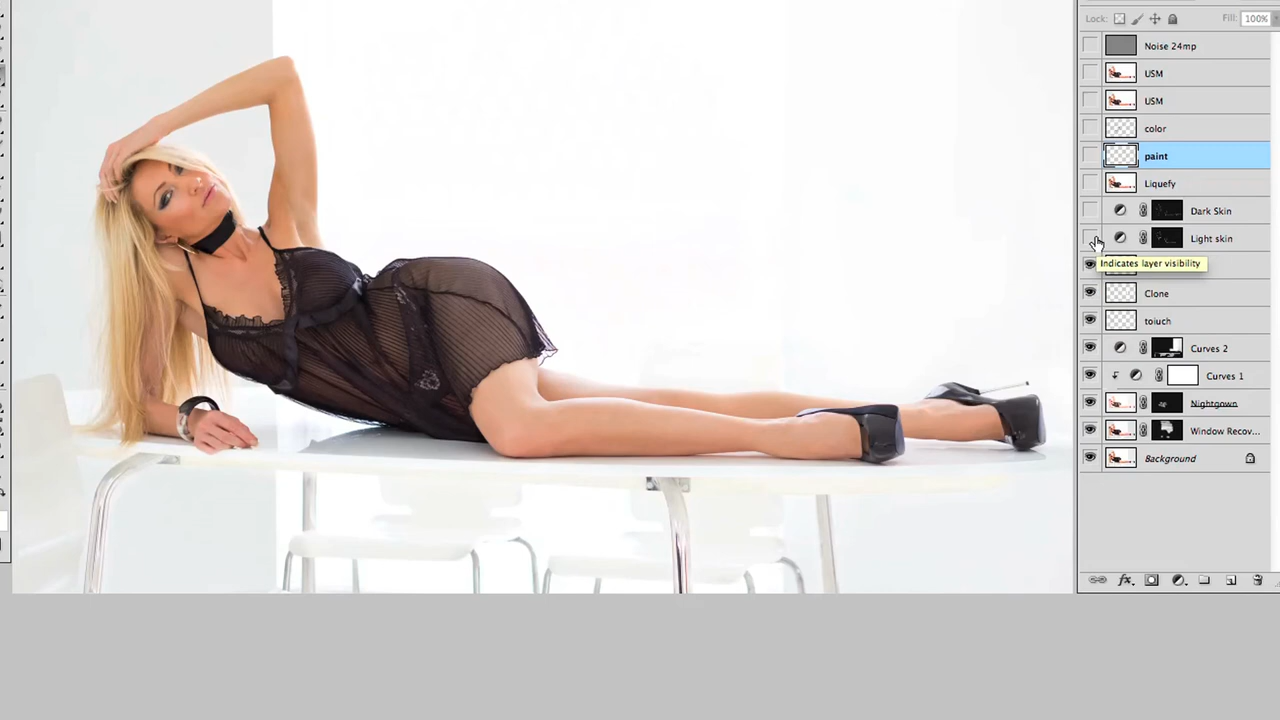 Lock: Fill: 100%
Noise 24mp
USM
USM
color
paint
Liquefy
Dark Skin
Light skin
Indicates layer visibility
Clone
toiuch
Curves 2
Curves 1
Nightgown
Window Recov...
Background
fx